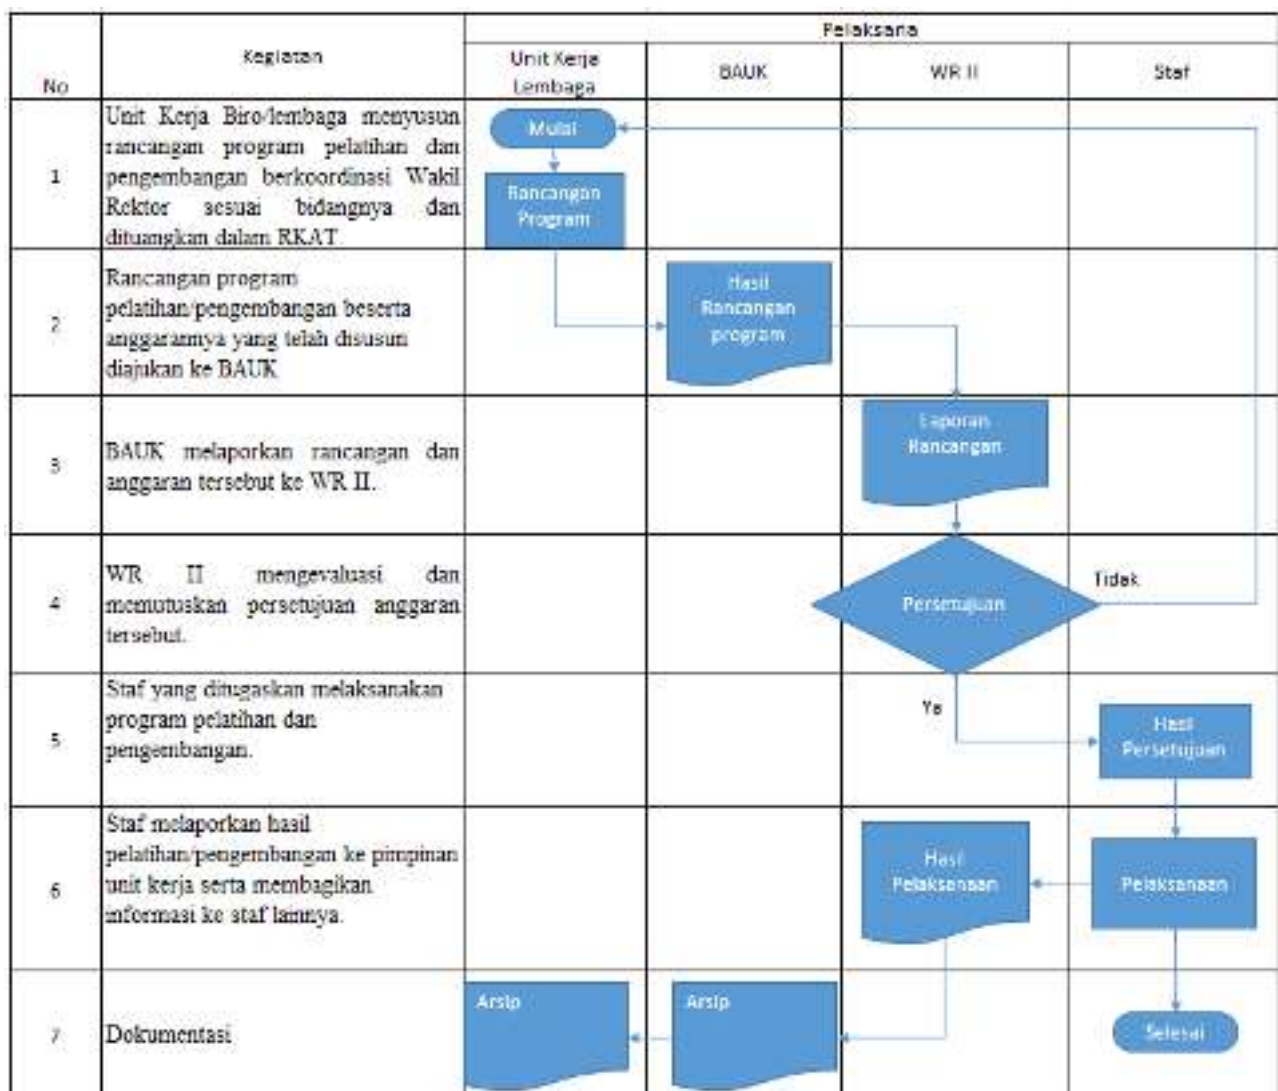 Pelaksana
No
Kegiatan
Unit Kerja
Lembaga
BAUK
WR II
Staf
1
Unit Kerja Biro/lembaga menyusun
rancangan program pelatihan dan
pengembangan berkoordinasi Wakil
Rektor sesuai bidangnya dan
dituangkan dalam RKAT.
Mulai
Rancangan
Program
2
Rancangan program
pelatihan/pengembangan beserta
anggarannya yang telah disusun
diajukan ke BAUK
Hasil
Rancangan
program
3
BAUK melaporkan rancangan dan
anggaran tersebut ke WR II.
Laporan
Rancangan
4
WR II mengevaluasi dan
memutuskan persetujuan anggaran
tersebut.
Persetujuan
Tidak
5
Staf yang ditugaskan melaksanakan
program pelatihan dan
pengembangan.
Ya
Hasil
Persetujuan
6
Staf melaporkan hasil
pelatihan/pengembangan ke pimpinan
unit kerja serta membagikan
informasi ke staf lainnya.
Hasil
Pelaksanaan
Pelaksanaan
7
Dokumentasi
Arsip
Arsip
Selesai